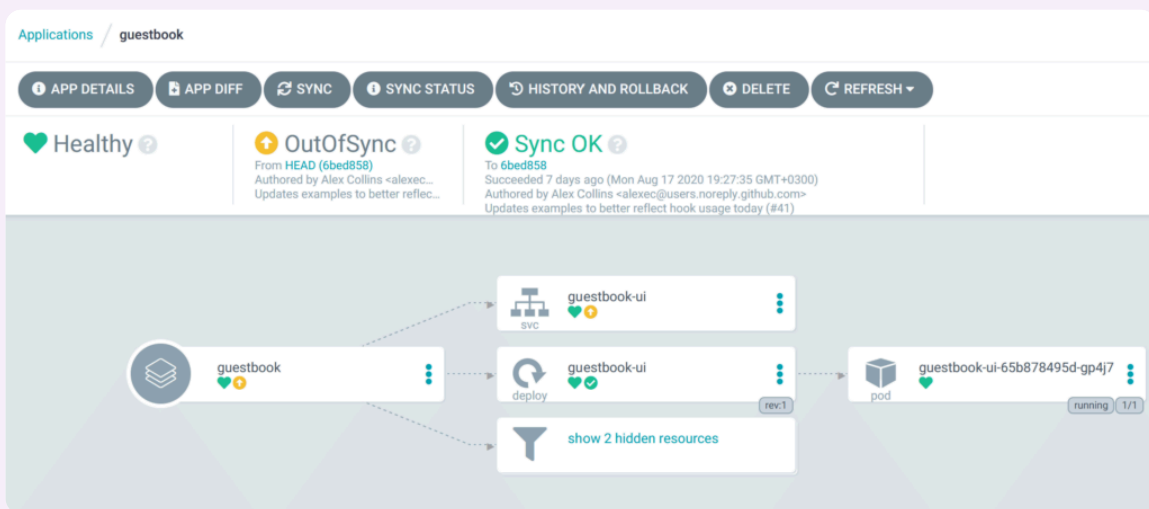 Applications / guestbook
APP DETAILS APP DIFF SYNC SYNC STATUS HISTORY AND ROLLBACK DELETE REFRESH
Healthy ?
OutOfSync ?
From HEAD (6bed858)
Authored by Alex Collins <alexec...
Updates examples to better reflec...
Sync OK ?
To 6bed858
Succeeded 7 days ago (Mon Aug 17 2020 19:27:35 GMT+0300)
Authored by Alex Collins <alexec@users.noreply.github.com>
Updates examples to better reflect hook usage today (#41)
guestbook
guestbook-ui
svc
guestbook-ui
deploy
rev:1
show 2 hidden resources
guestbook-ui-65b878495d-gp4j7
pod
running 1/1